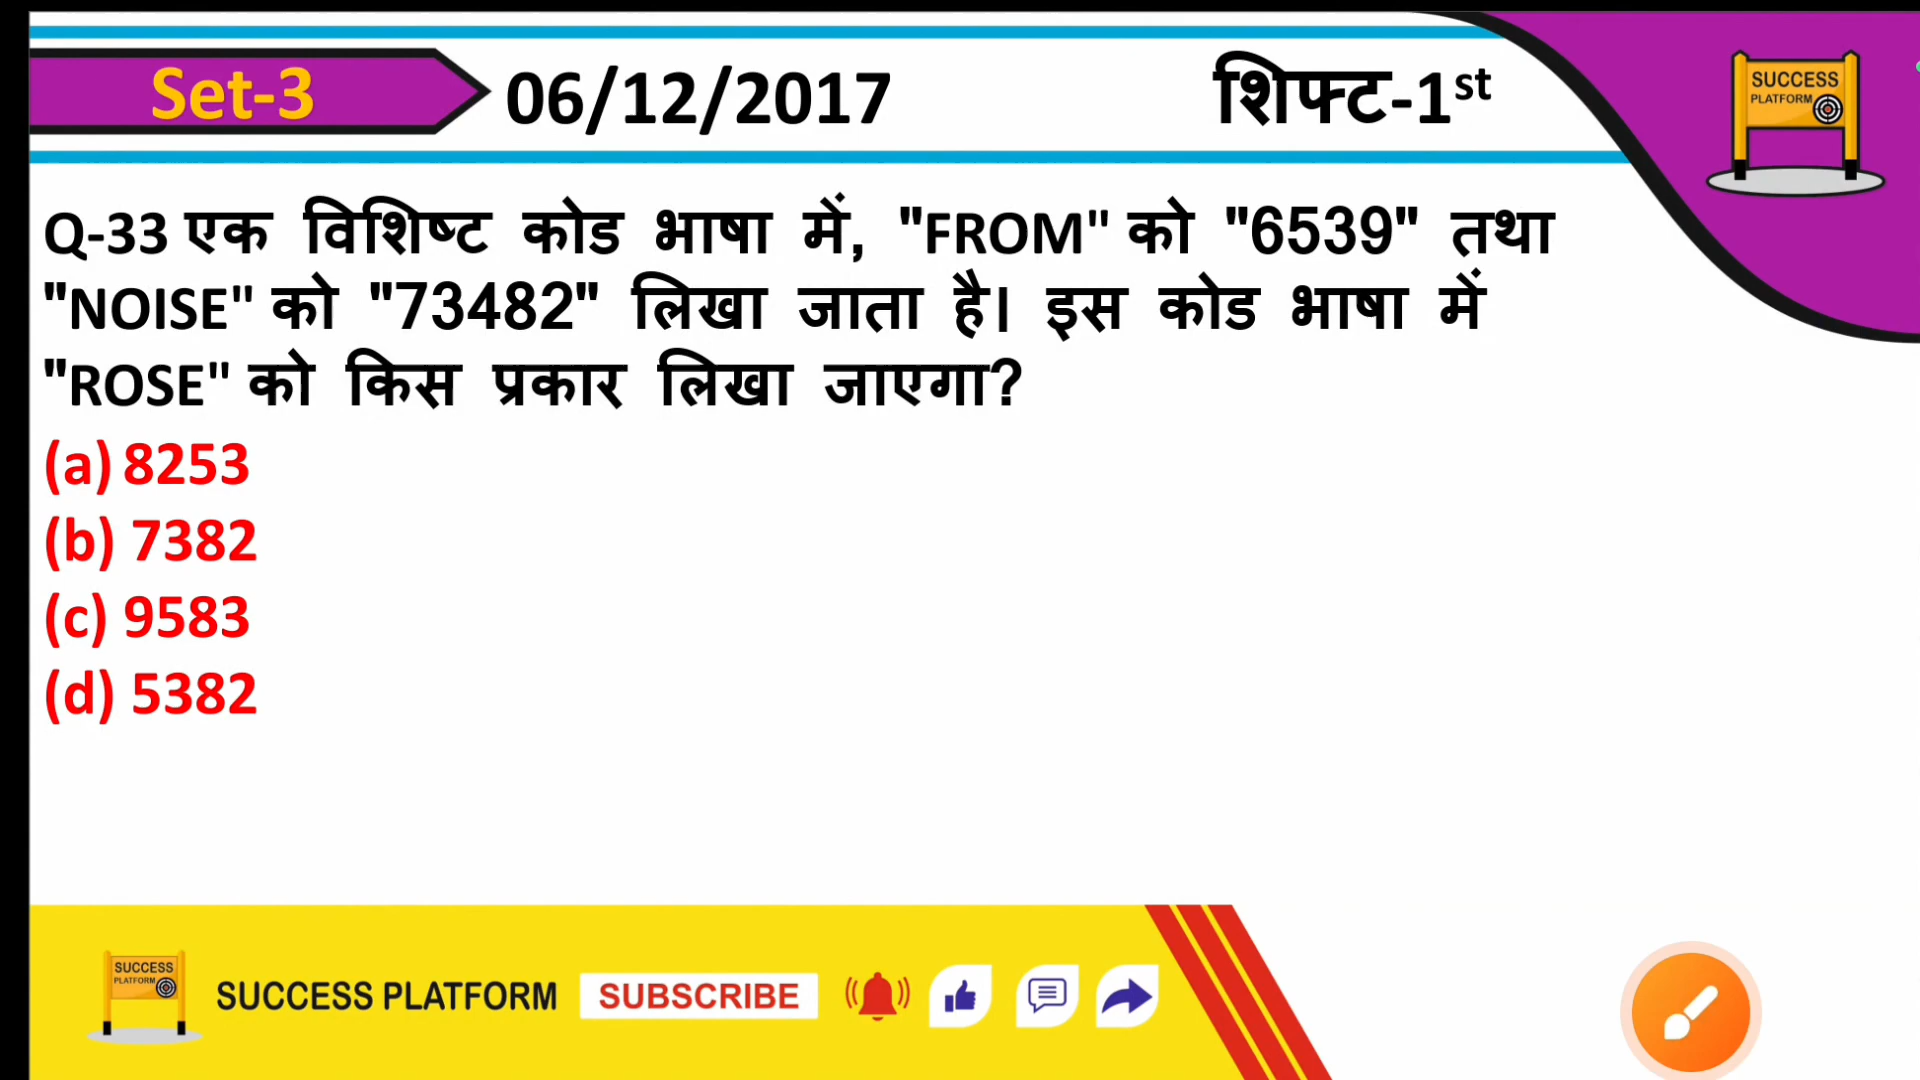 Set-3 06/12/2017 शिफ्ट-1st
SUCCESS
PLATFORM
Q-33 एक विशिष्ट कोड भाषा में, "FROM" को "6539" तथा
"NOISE" को "73482" लिखा जाता है। इस कोड भाषा में
"ROSE" को किस प्रकार लिखा जाएगा?
(a) 8253
(b) 7382
(c) 9583
(d) 5382
SUCCESS
PLATFORM
SUCCESS PLATFORM SUBSCRIBE